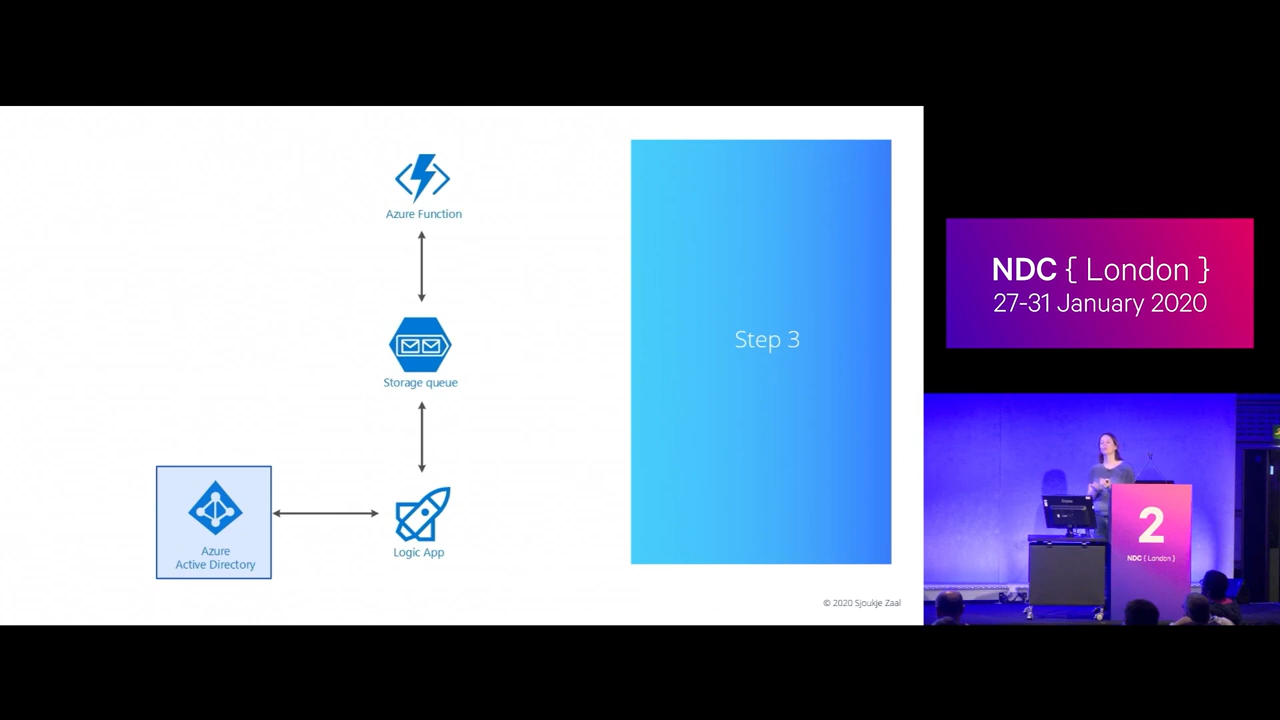 Azure Function
Storage queue
Azure
Active Directory
Logic App
Step 3
© 2020 Sjoukje Zaal
NDC { London }
27-31 January 2020
2
NDC { London }